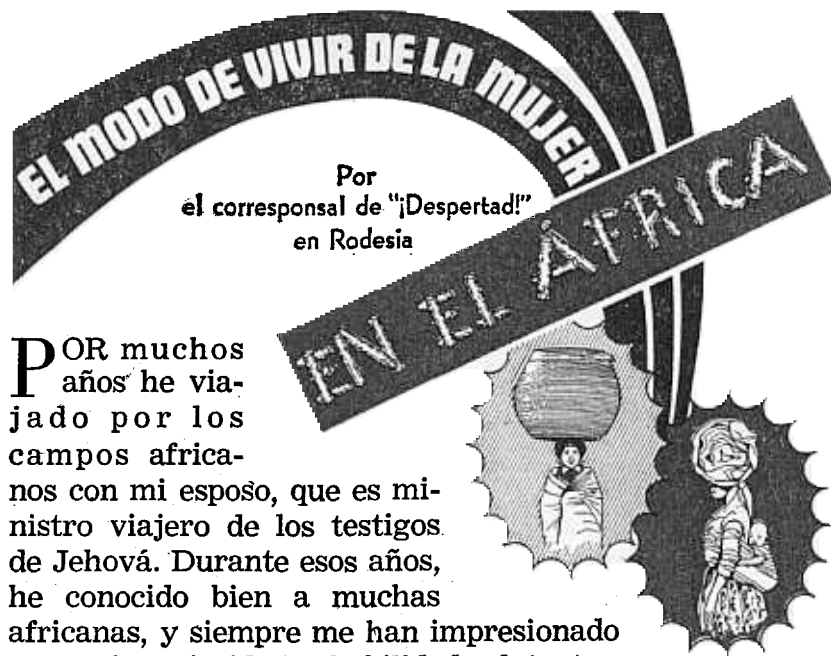 EL MODO DE VIVIR DE LA MUJER
EN EL ÁFRICA
Por
el corresponsal de "¡Despertad!"
en Rodesia
POR muchos
años he via-
jado por los
campos africa-
nos con mi esposo, que es mi-
nistro viajero de los testigos
de Jehová. Durante esos años,
he conocido bien a muchas
africanas, y siempre me han impresionado